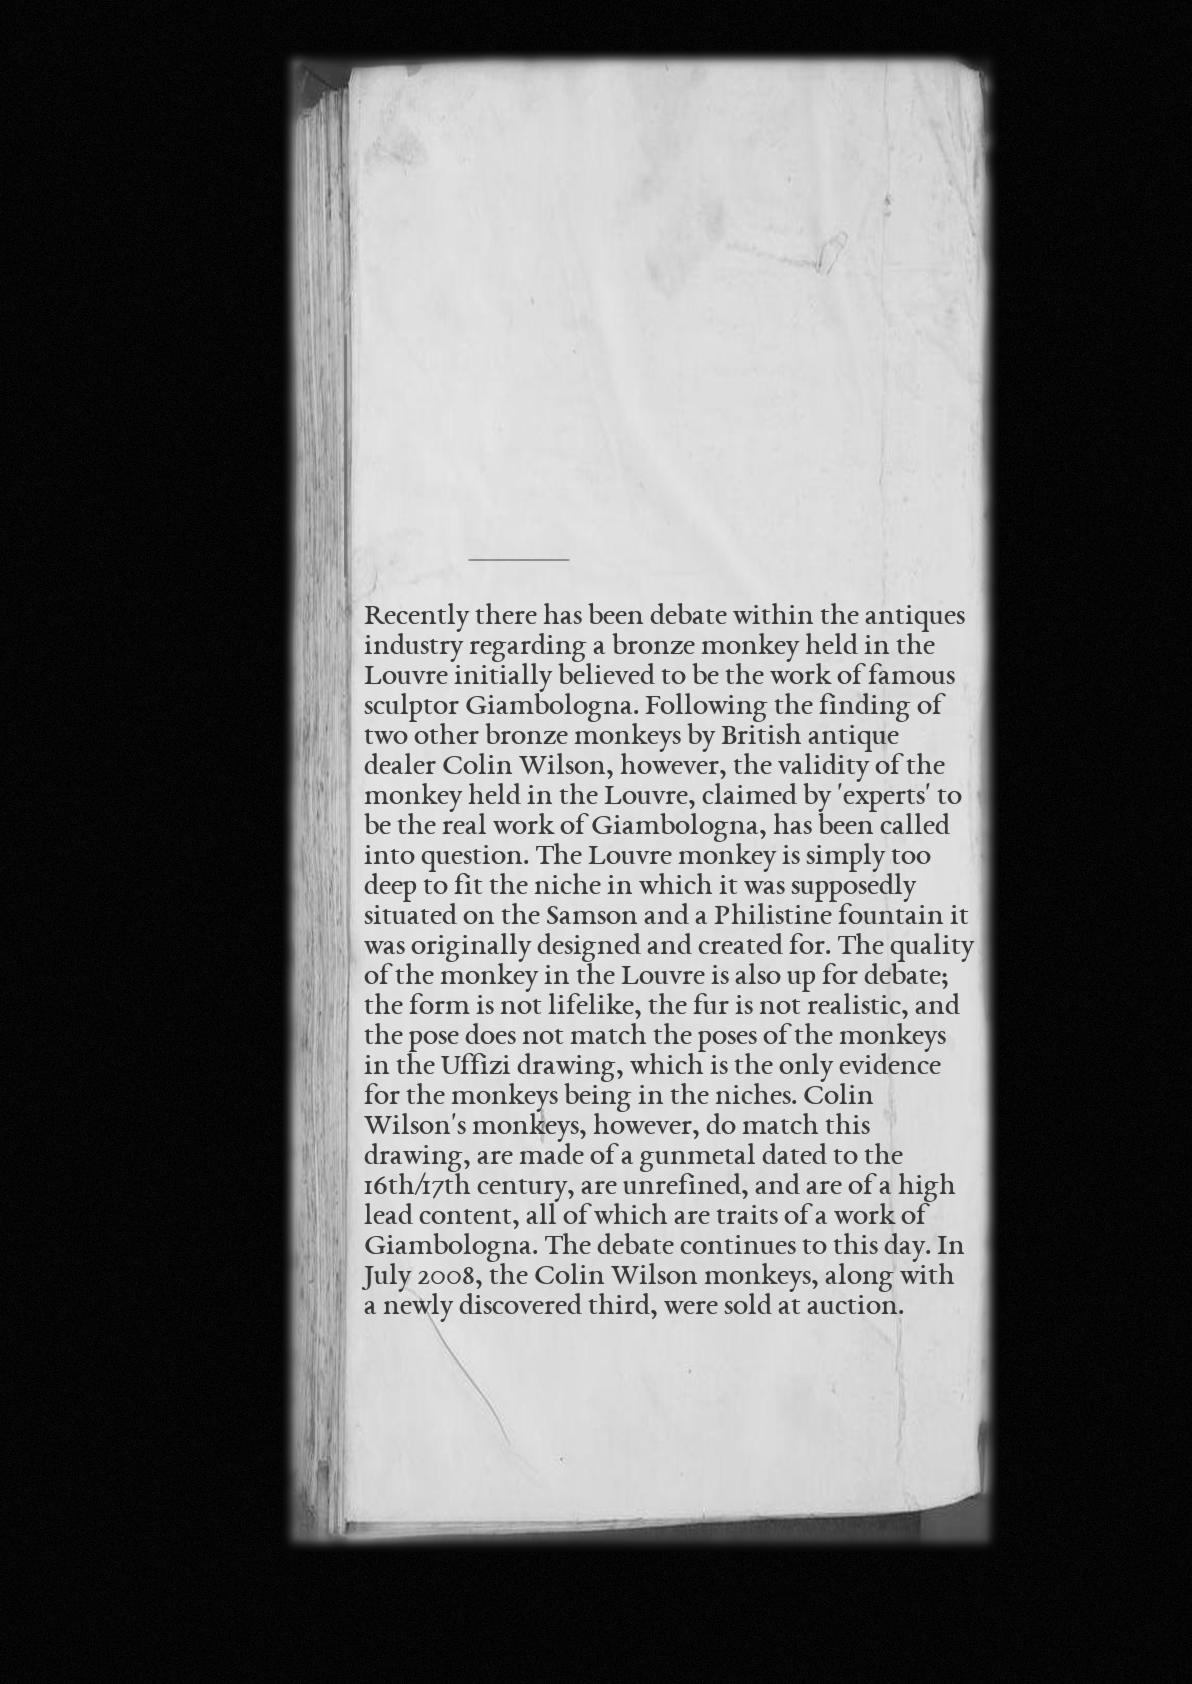 Recently there has been debate within the antiques
industry regarding a bronze monkey held in the
Louvre initially believed to be the work of famous
sculptor Giambologna. Following the finding of
two other bronze monkeys by British antique
dealer Colin Wilson, however, the validity of the
monkey held in the Louvre, claimed by 'experts' to
be the real work of Giambologna, has been called
into question. The Louvre monkey is simply too
deep to fit the niche in which it was supposedly
situated on the Samson and a Philistine fountain it
was originally designed and created for. The quality
of the monkey in the Louvre is also up for debate;
the form is not lifelike, the fur is not realistic, and
the pose does not match the poses of the monkeys
in the Uffizi drawing, which is the only evidence
for the monkeys being in the niches. Colin
Wilson's monkeys, however, do match this
drawing, are made of a gunmetal dated to the
16th/17th century, are unrefined, and are of a high
lead content, all of which are traits of a work of
Giambologna. The debate continues to this day. In
July 2008, the Colin Wilson monkeys, along with
a newly discovered third, were sold at auction.